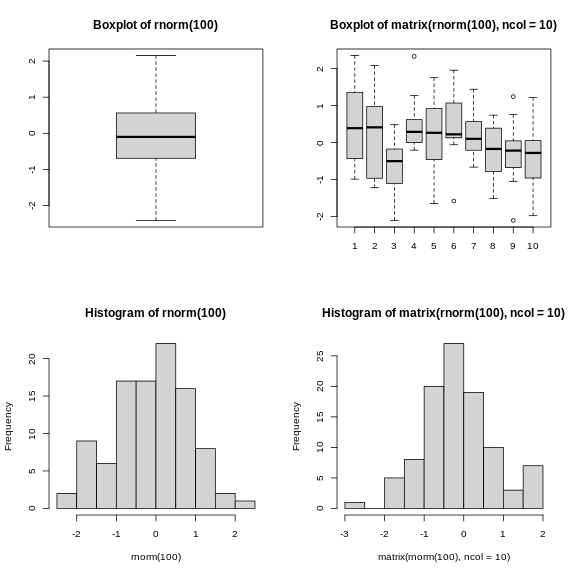 Boxplot of rnorm(100)
2
1
0
-1
-2
Boxplot of matrix(rnorm(100), ncol = 10)
2
1
0
-1
-2
1 2 3 4 5 6 7 8 9 10
Histogram of rnorm(100)
Frequency
20
15
10
5
0
-2 -1 0 1 2
rnorm(100)
Histogram of matrix(rnorm(100), ncol = 10)
Frequency
25
20
15
10
5
0
-3 -2 -1 0 1 2
matrix(rnorm(100), ncol = 10)